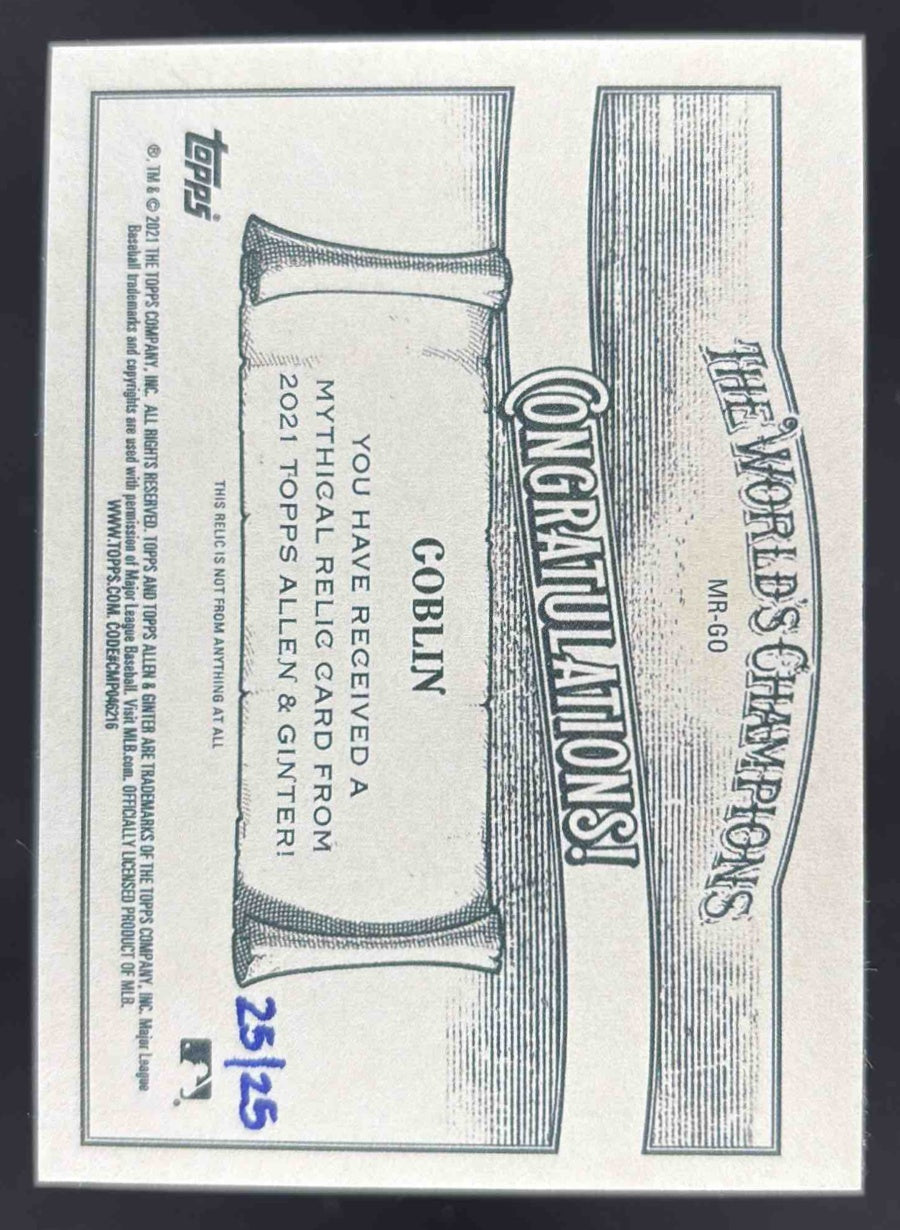 THE WORLD'S CHAMPIONS
MR-GO
CONGRATULATIONS!
GOBLIN
YOU HAVE RECEIVED A
MYTHICAL RELIC CARD FROM
2021 TOPPS ALLEN & GINTER!
THIS RELIC IS NOT FROM ANYTHING AT ALL
25/25
topps®
®, TM & © 2021 THE TOPPS COMPANY, INC. ALL RIGHTS RESERVED. TOPPS AND TOPPS ALLEN & GINTER ARE TRADEMARKS OF THE TOPPS COMPANY, INC. Major League
Baseball trademarks and copyrights are used with permission of Major League Baseball. Visit MLB.com. OFFICIALLY LICENSED PRODUCT OF MLB.
WWW.TOPPS.COM. CODE#CMP046216